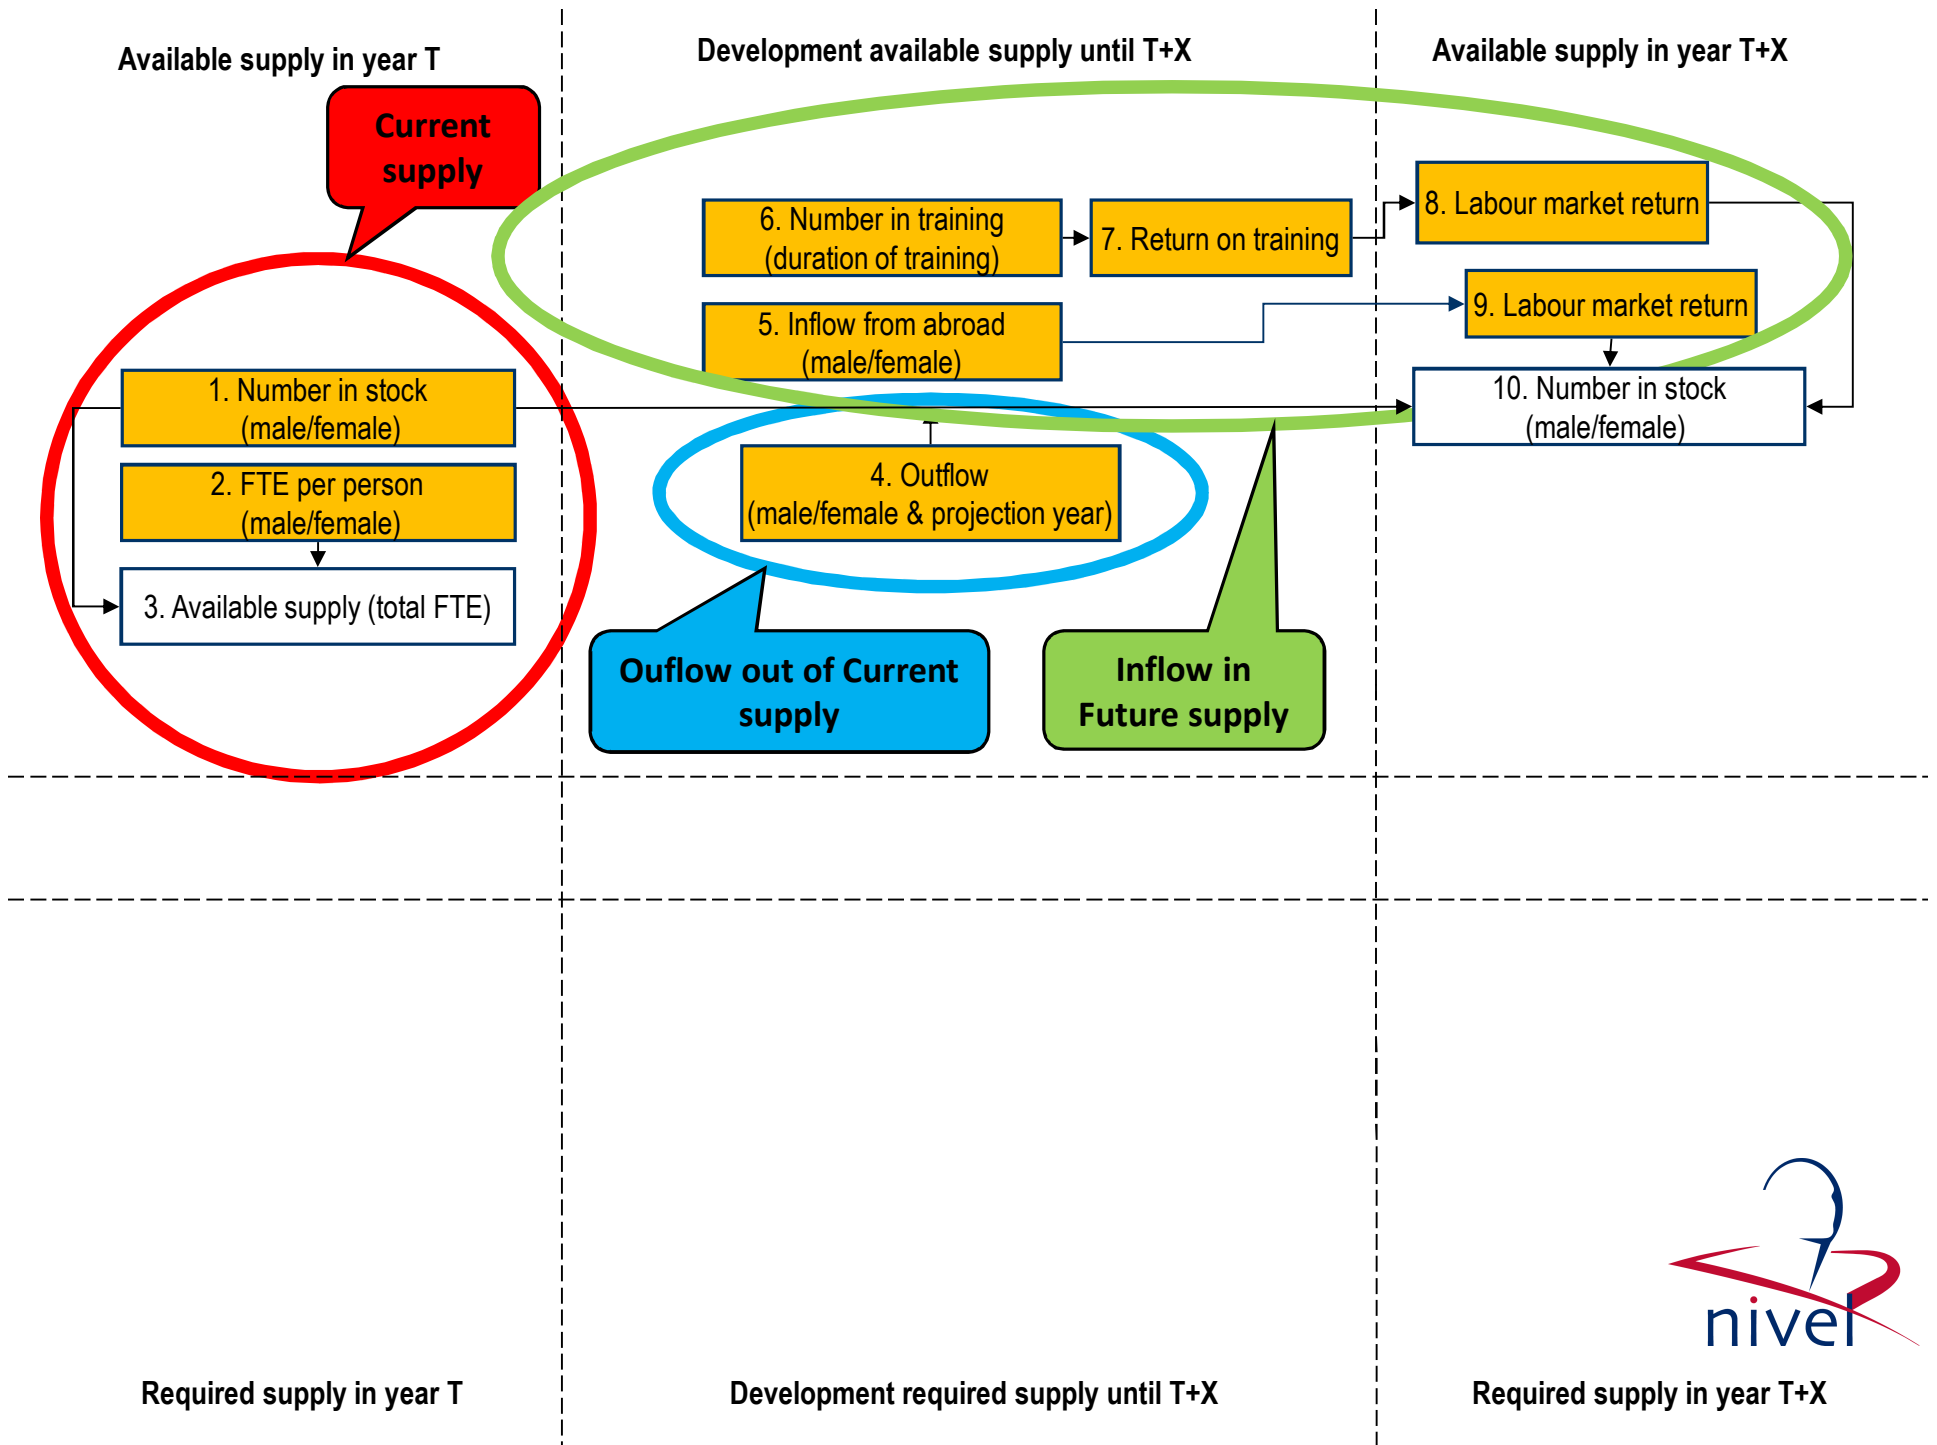 Available supply in year T
Development available supply until T+X
Available supply in year T+X
Current
supply
6. Number in training
(duration of training)
7. Return on training
8. Labour market return
5. Inflow from abroad
(male/female)
9. Labour market return
1. Number in stock
(male/female)
10. Number in stock
(male/female)
2. FTE per person
(male/female)
4. Outflow
(male/female & projection year)
3. Available supply (total FTE)
Ouflow out of Current
supply
Inflow in
Future supply
nivel
Required supply in year T
Development required supply until T+X
Required supply in year T+X